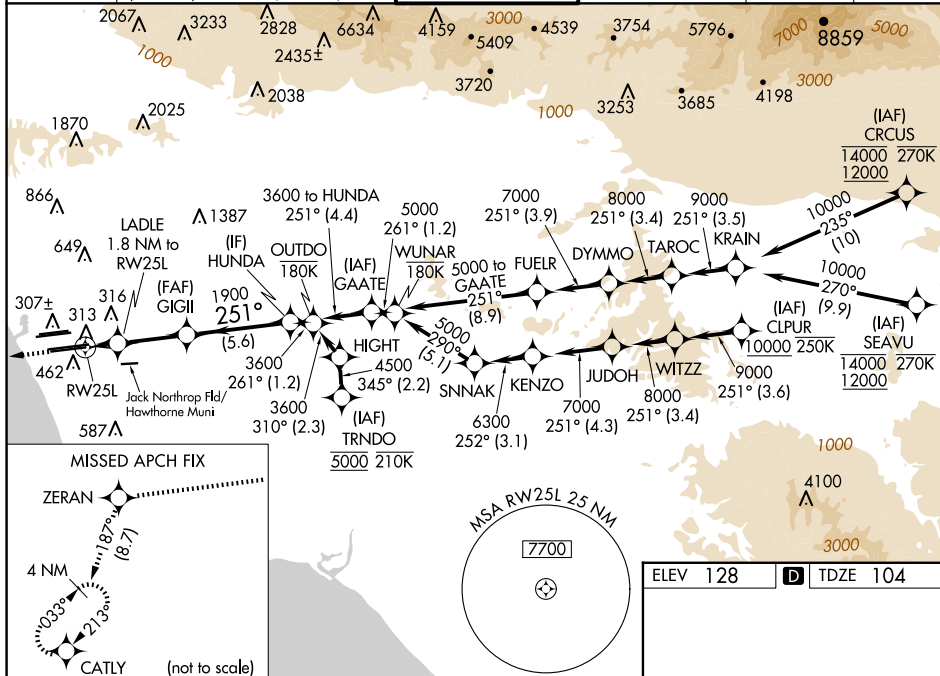 2067
3233
2828
6634
4159
3000
5409
4539
3754
5796
7000
8859
5000
1000
2435±
3720
2038
3253
3685
4198
3000
1000
2025
1870
(IAF)
CRCUS
14000 270K
12000
866
649
1387
LADLE
1.8 NM to
RW25L
3600 to HUNDA
251° (4.4)
5000
261° (1.2)
7000
251° (3.9)
8000
251° (3.4)
9000
251° (3.5)
10000
235°
(10)
(IF)
HUNDA
OUTDO
180K
(IAF)
GAATE
WUNAR
180K
5000 to
GAATE
251°
(8.9)
FUELR
DYMMO
TAROC
KRAIN
10000
270°
(9.9)
(FAF)
GIGII
1900
251°
(5.6)
307±
313
316
462
RW25L
Jack Northrop Fld/
Hawthorne Muni
587
3600
261° (1.2)
3600
310° (2.3)
HIGHT
4500
345° (2.2)
(IAF)
TRNDO
5000 210K
5000
290°
(5.1)
SNNAK
KENZO
JUDOH
WITZZ
(IAF)
CLPUR
10000 250K
(IAF)
SEAVU
14000 270K
12000
6300
252° (3.1)
7000
251° (4.3)
8000
251° (3.4)
9000
251° (3.6)
MISSED APCH FIX
ZERAN
187°
(8.7)
4 NM
033°
213°
CATLY
(not to scale)
MSA RW25L 25 NM
7700
1000
4100
3000
ELEV 128
D
TDZE 104